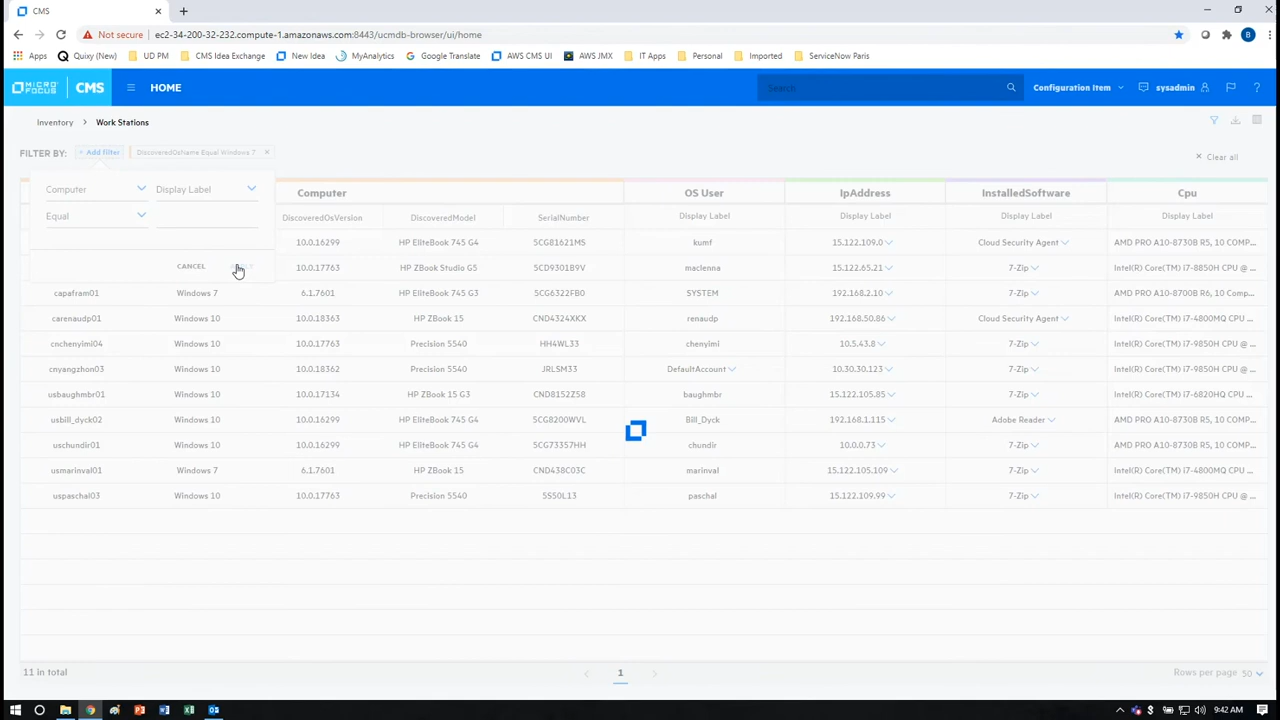 CMS
Not secure ec2-34-200-32-232.compute-1.amazonaws.com:8443/ucmdb-browser/ui/home B
Apps Quixy (New) UD PM CMS Idea Exchange New Idea MyAnalytics Google Translate AWS CMS UI AWS JMX IT Apps Personal Imported ServiceNow Paris
MICRO FOCUS CMS HOME Search Configuration Item sysadmin ?
Inventory > Work Stations
FILTER BY: + Add filter DiscoveredOsName Equal Windows 7 × Clear all
Computer Display Label
Equal
CANCEL
Computer OS User IpAddress InstalledSoftware Cpu
DiscoveredOsVersion DiscoveredModel SerialNumber Display Label Display Label Display Label Display Label
10.0.16299 HP EliteBook 745 G4 5CG81621MS kumf 15.122.109.0 Cloud Security Agent AMD PRO A10-8730B R5, 10 COMP...
10.0.17763 HP ZBook Studio G5 5CD9301B9V maclenna 15.122.65.21 7-Zip Intel(R) Core(TM) i7-8850H CPU @ ...
capafram01 Windows 7 6.1.7601 HP EliteBook 745 G3 5CG6322FB0 SYSTEM 192.168.2.10 7-Zip AMD PRO A10-8700B R6, 10 Comp...
carenaudp01 Windows 10 10.0.18363 HP ZBook 15 CND4324XKX renaudp 192.168.50.86 Cloud Security Agent Intel(R) Core(TM) i7-4800MQ CPU ...
cnchenyimi04 Windows 10 10.0.17763 Precision 5540 HH4WL33 chenyimi 10.5.43.8 7-Zip Intel(R) Core(TM) i7-9850H CPU @ ...
cnyangzhon03 Windows 10 10.0.18362 Precision 5540 JRLSM33 DefaultAccount 10.30.30.123 7-Zip Intel(R) Core(TM) i7-9850H CPU @ ...
usbaughmbr01 Windows 10 10.0.17134 HP ZBook 15 G3 CND8152Z58 baughmbr 15.122.105.85 7-Zip Intel(R) Core(TM) i7-6820HQ CPU ...
usbill_dyck02 Windows 10 10.0.16299 HP EliteBook 745 G4 5CG8200WVL Bill_Dyck 192.168.1.115 Adobe Reader AMD PRO A10-8730B R5, 10 COMP...
uschundir01 Windows 10 10.0.16299 HP EliteBook 745 G4 5CG73357HH chundir 10.0.0.73 7-Zip AMD PRO A10-8730B R5, 10 COMP...
usmarinval01 Windows 7 6.1.7601 HP ZBook 15 CND438C03C marinval 15.122.105.109 7-Zip Intel(R) Core(TM) i7-4800MQ CPU ...
uspaschal03 Windows 10 10.0.17763 Precision 5540 5S50L13 paschal 15.122.109.99 7-Zip Intel(R) Core(TM) i7-9850H CPU @ ...
11 in total 1 Rows per page 50
9:42 AM